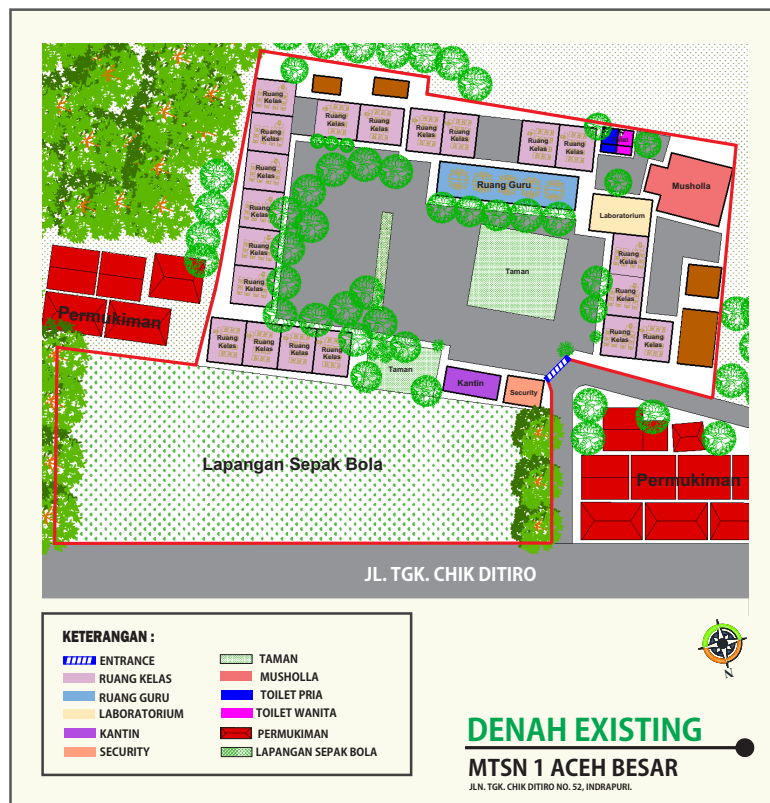 Ruang
Kelas
Ruang
Kelas
Ruang
Kelas
Ruang
Kelas
Ruang
Kelas
Ruang
Kelas
Ruang
Kelas
Ruang
Kelas
Ruang
Kelas
Ruang
Kelas
Ruang
Kelas
Ruang
Kelas
Ruang Guru
Musholla
Laboratorium
Taman
Ruang
Kelas
Ruang
Kelas
Ruang
Kelas
Ruang
Kelas
Permukiman
Ruang
Kelas
Ruang
Kelas
Ruang
Kelas
Ruang
Kelas
Taman
Kantin
Security
Lapangan Sepak Bola
Permukiman
JL. TGK. CHIK DITIRO
KETERANGAN :
ENTRANCE
RUANG KELAS
RUANG GURU
LABORATORIUM
KANTIN
SECURITY
TAMAN
MUSHOLLA
TOILET PRIA
TOILET WANITA
PERMUKIMAN
LAPANGAN SEPAK BOLA
N
DENAH EXISTING
MTSN 1 ACEH BESAR
JLN. TGK. CHIK DITIRO NO. 52, INDRAPURI.